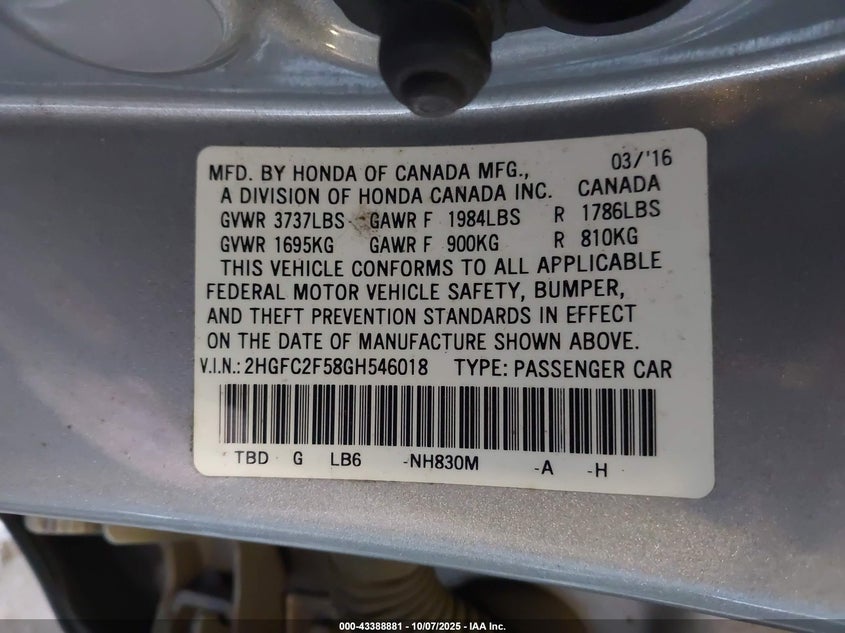 MFD. BY HONDA OF CANADA MFG., 03/'16
A DIVISION OF HONDA CANADA INC. CANADA
GVWR 3737LBS GAWR F 1984LBS R 1786LBS
GVWR 1695KG GAWR F 900KG R 810KG
THIS VEHICLE CONFORMS TO ALL APPLICABLE
FEDERAL MOTOR VEHICLE SAFETY, BUMPER,
AND THEFT PREVENTION STANDARDS IN EFFECT
ON THE DATE OF MANUFACTURE SHOWN ABOVE.
V.I.N.: 2HGFC2F58GH546018 TYPE: PASSENGER CAR
TBD G LB6 -NH830M -A -H
000-43388881 | 10/07/2025 - IAA Inc.